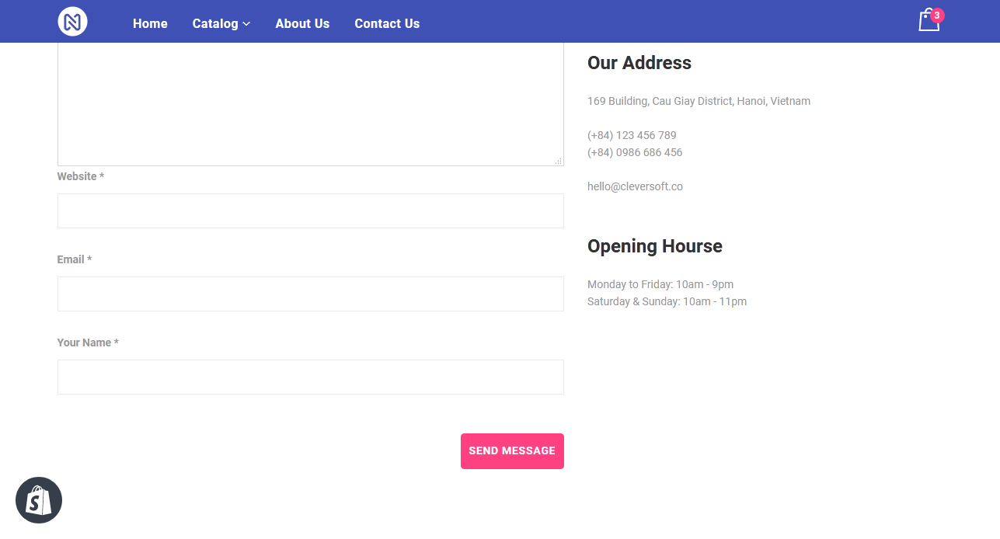 Home Catalog About Us Contact Us
3
Website *
Email *
Your Name *
SEND MESSAGE
Our Address
169 Building, Cau Giay District, Hanoi, Vietnam
(+84) 123 456 789
(+84) 0986 686 456
hello@cleversoft.co
Opening Hourse
Monday to Friday: 10am - 9pm
Saturday & Sunday: 10am - 11pm